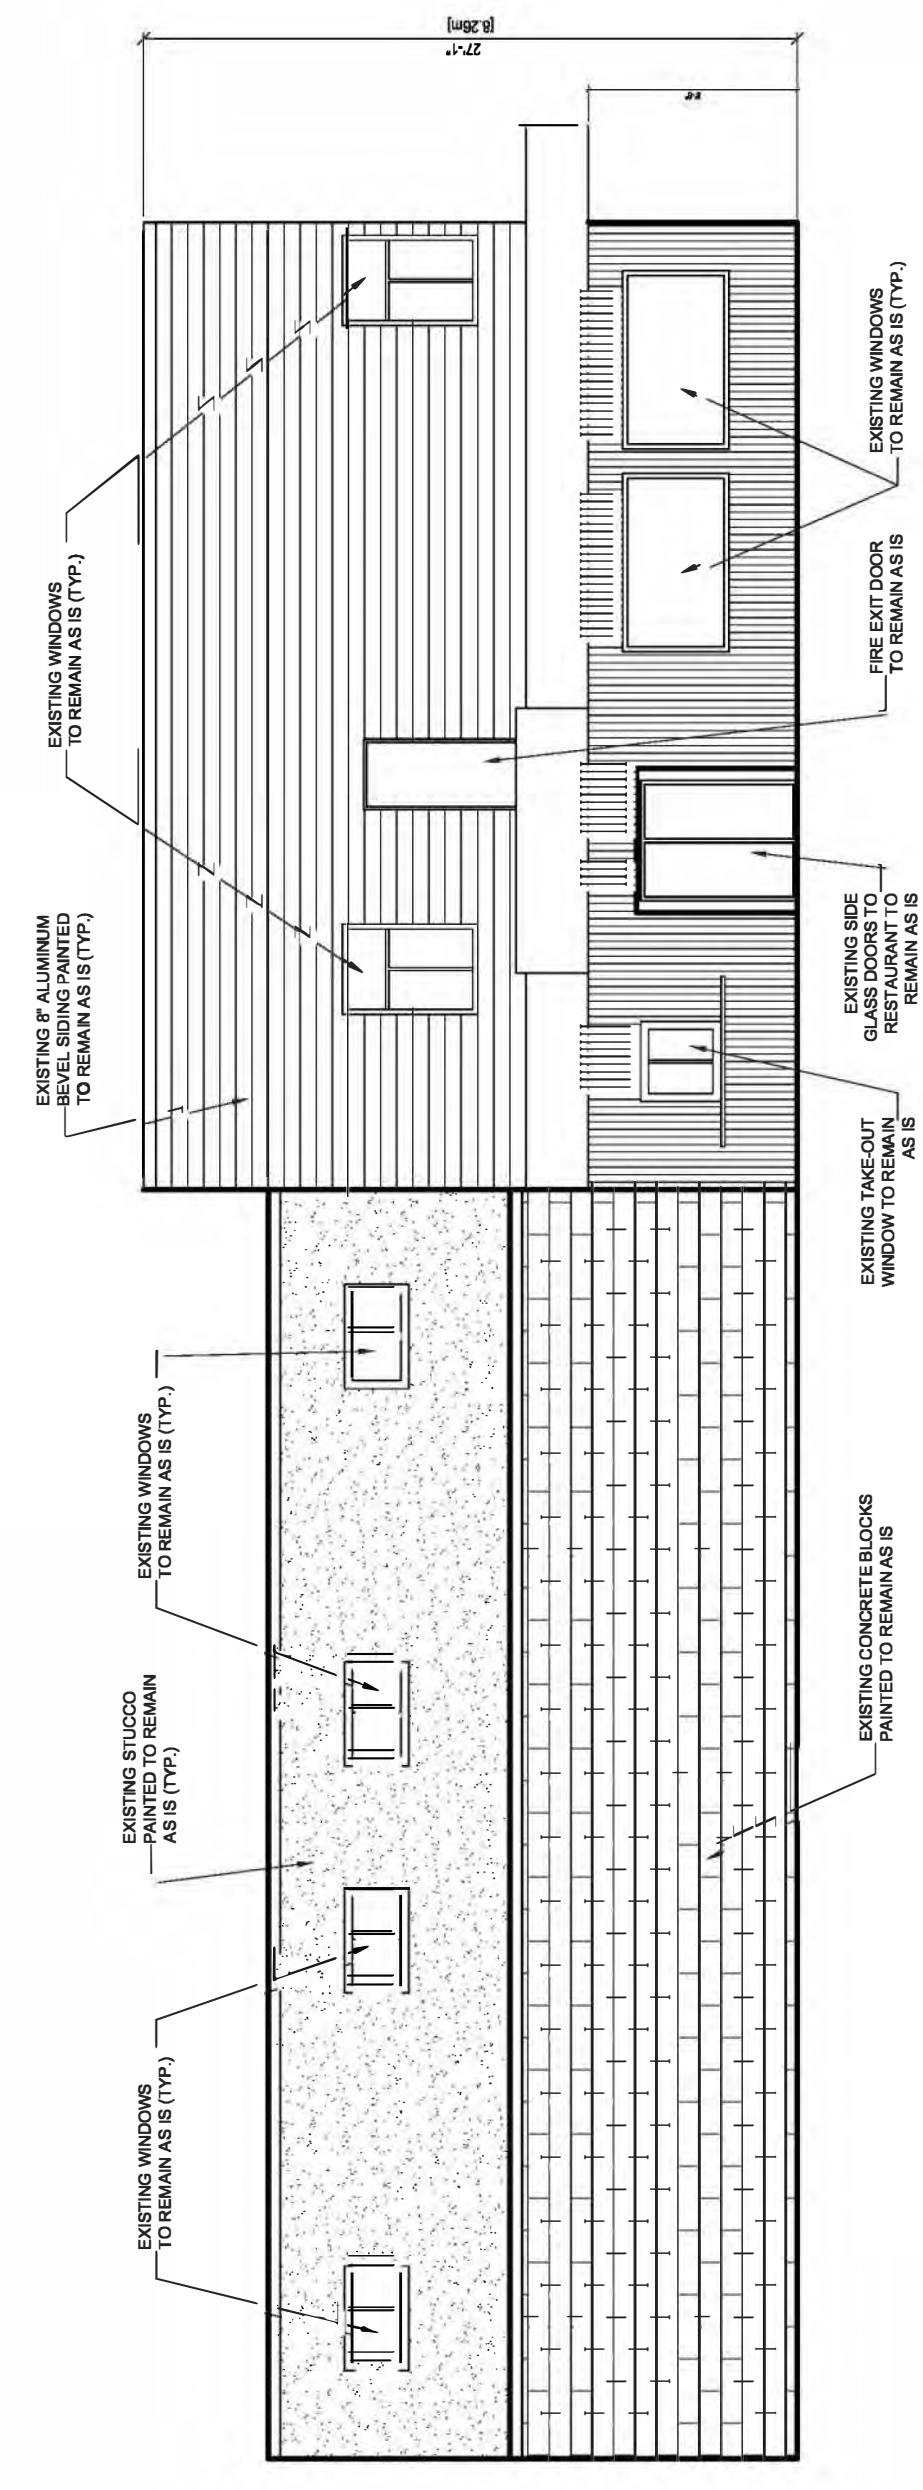 EXISTING WINDOWS
TO REMAIN AS IS (TYP.)
EXISTING STUCCO
PAINTED TO REMAIN
AS IS (TYP.)
EXISTING WINDOWS
TO REMAIN AS IS (TYP.)
EXISTING 8" ALUMINUM
BEVEL SIDING PAINTED
TO REMAIN AS IS (TYP.)
EXISTING WINDOWS
TO REMAIN AS IS (TYP.)
27'-1"
[8.26m]
EXISTING CONCRETE BLOCKS
PAINTED TO REMAIN AS IS
EXISTING TAKE-OUT
WINDOW TO REMAIN
AS IS
EXISTING SIDE
GLASS DOORS TO
RESTAURANT TO
REMAIN AS IS
FIRE EXIT DOOR
TO REMAIN AS IS
EXISTING WINDOWS
TO REMAIN AS IS (TYP.)